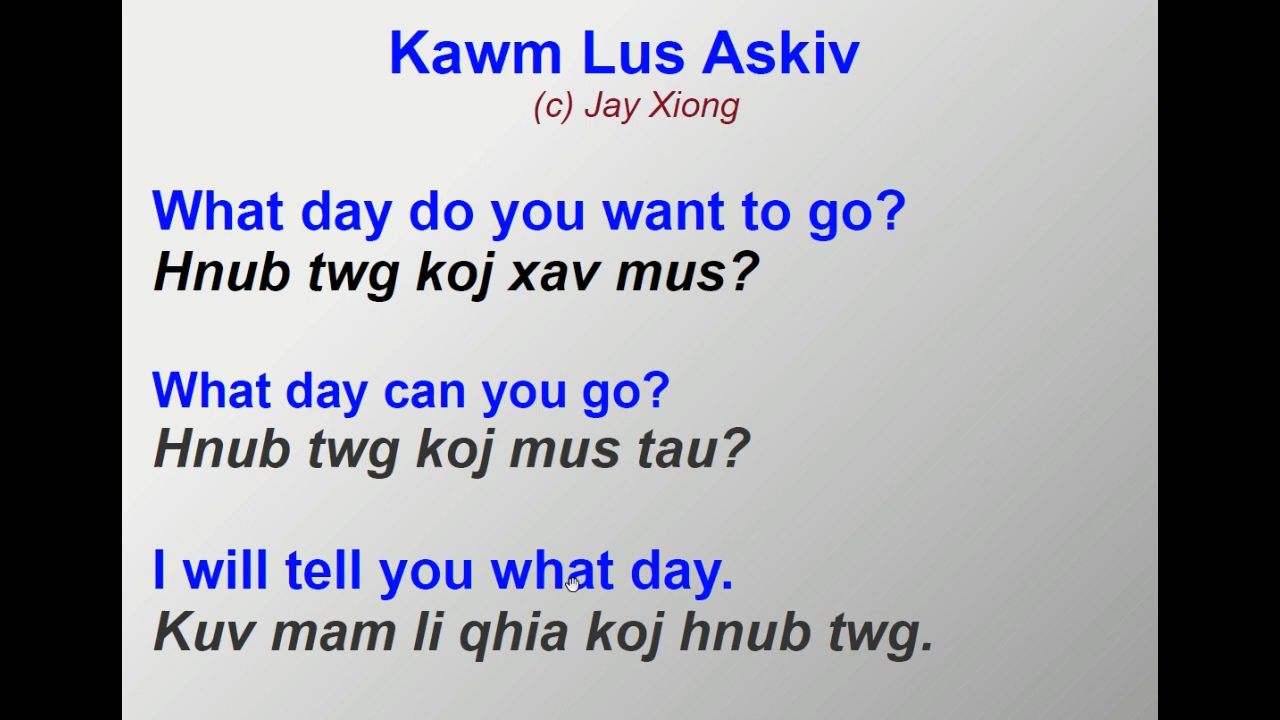 Kawm Lus Askiv
(c) Jay Xiong
What day do you want to go?
Hnub twg koj xav mus?
What day can you go?
Hnub twg koj mus tau?
I will tell you what day.
Kuv mam li qhia koj hnub twg.